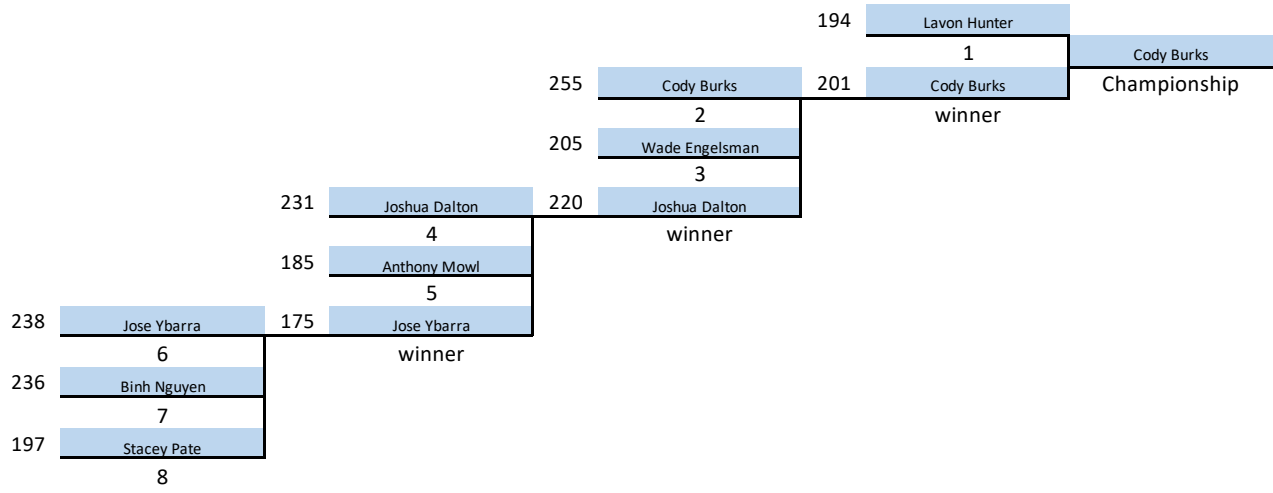 194 Lavon Hunter
1 Cody Burks
255 Cody Burks 201 Cody Burks Championship
2 winner
205 Wade Engelsman
3
231 Joshua Dalton 220 Joshua Dalton
4 winner
185 Anthony Mowl
5
238 Jose Ybarra 175 Jose Ybarra
6 winner
236 Binh Nguyen
7
197 Stacey Pate
8